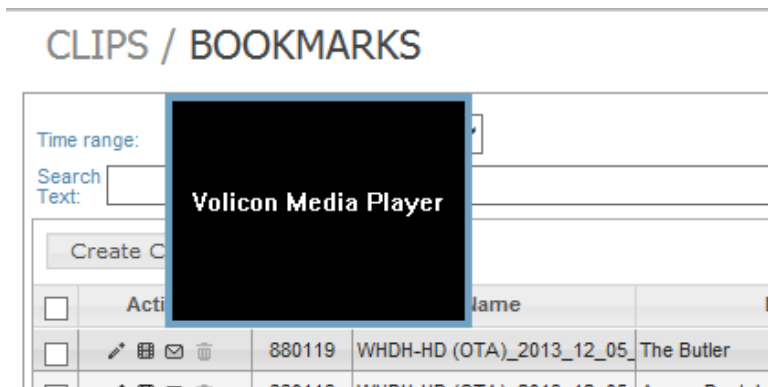 CLIPS / BOOKMARKS
Time range:
Search
Text:
Volicon Media Player
Create C
Acti
Name
880119 WHDH-HD (OTA)_2013_12_05_ The Butler